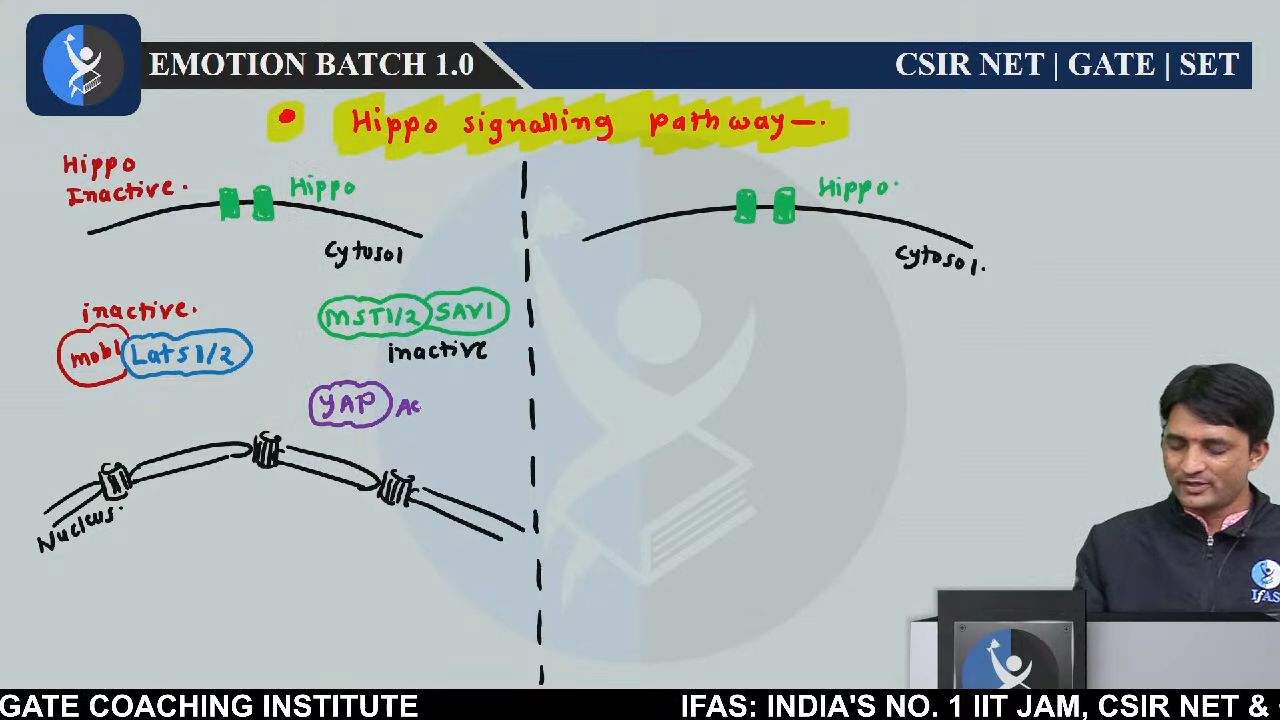 EMOTION BATCH 1.0
CSIR NET | GATE | SET
Hippo signalling pathway—.
Hippo
Inactive.
Hippo
Cytosol
Hippo.
Cytosol.
inactive.
mob1 Lats1/2
MST1/2 SAV1
inactive
YAP Ac
Nucleus.
IFAS
GATE COACHING INSTITUTE
IFAS: INDIA'S NO. 1 IIT JAM, CSIR NET &